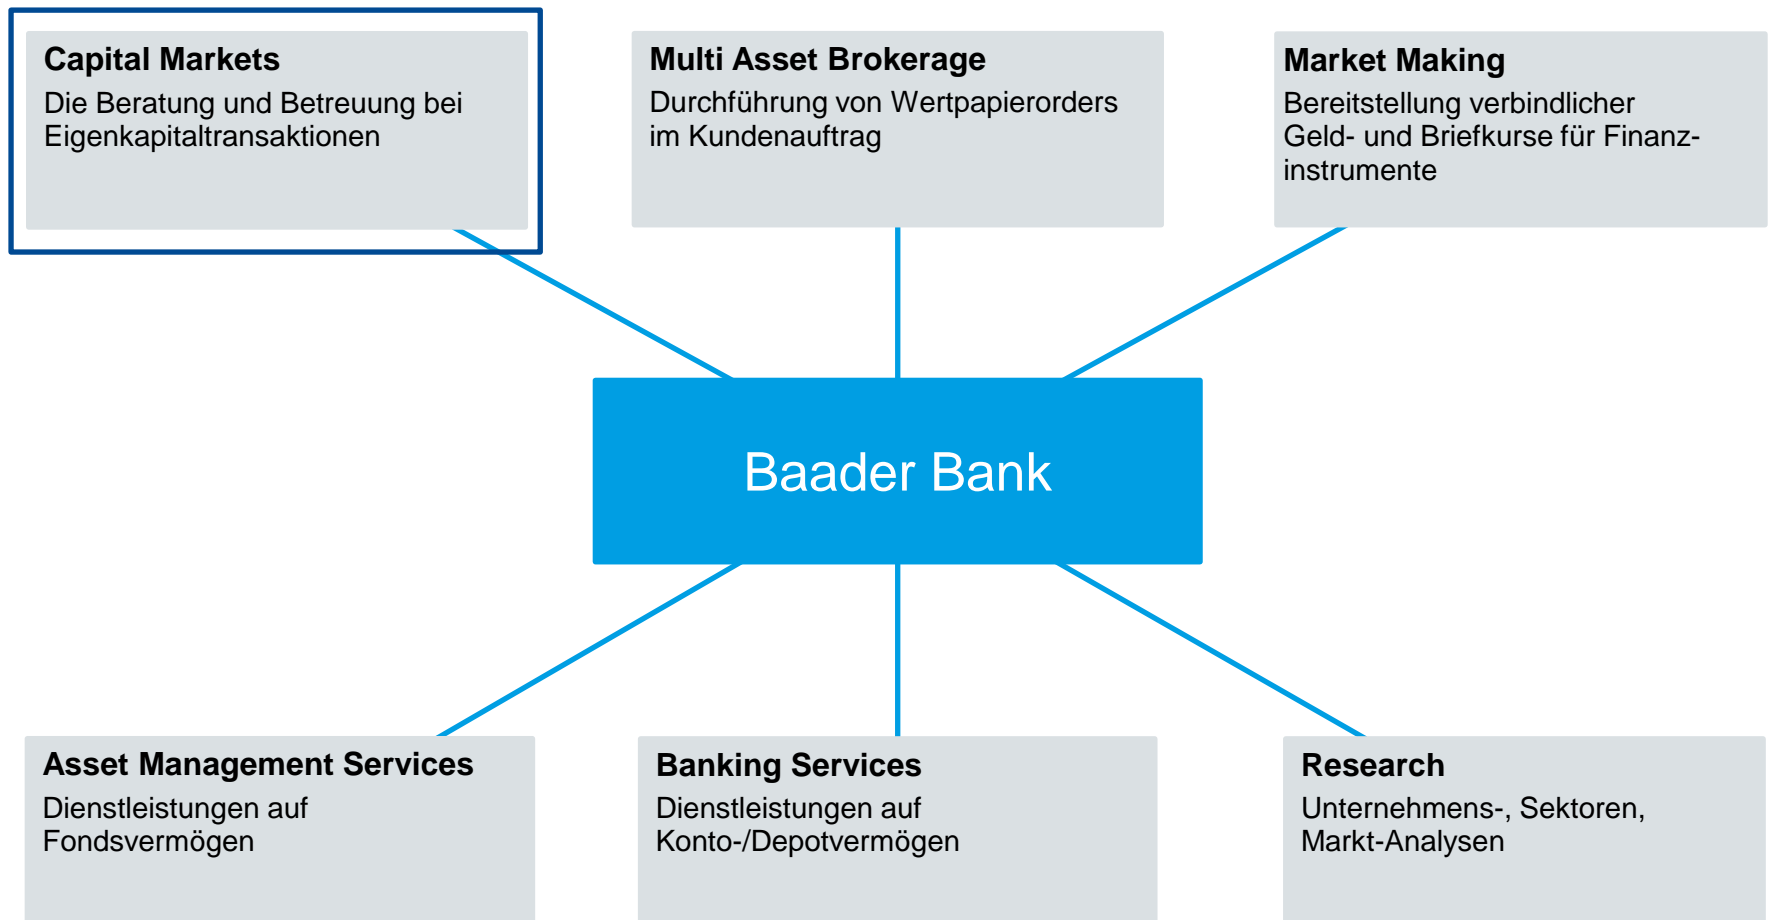 Capital Markets
Die Beratung und Betreuung bei
Eigenkapitaltransaktionen
Multi Asset Brokerage
Durchführung von Wertpapierorders
im Kundenauftrag
Market Making
Bereitstellung verbindlicher
Geld- und Briefkurse für Finanz-
instrumente
Baader Bank
Asset Management Services
Dienstleistungen auf
Fondsvermögen
Banking Services
Dienstleistungen auf
Konto-/Depotvermögen
Research
Unternehmens-, Sektoren,
Markt-Analysen